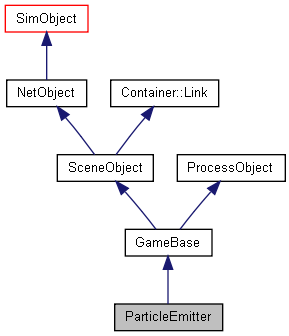 SimObject
NetObject
Container::Link
SceneObject
ProcessObject
GameBase
ParticleEmitter